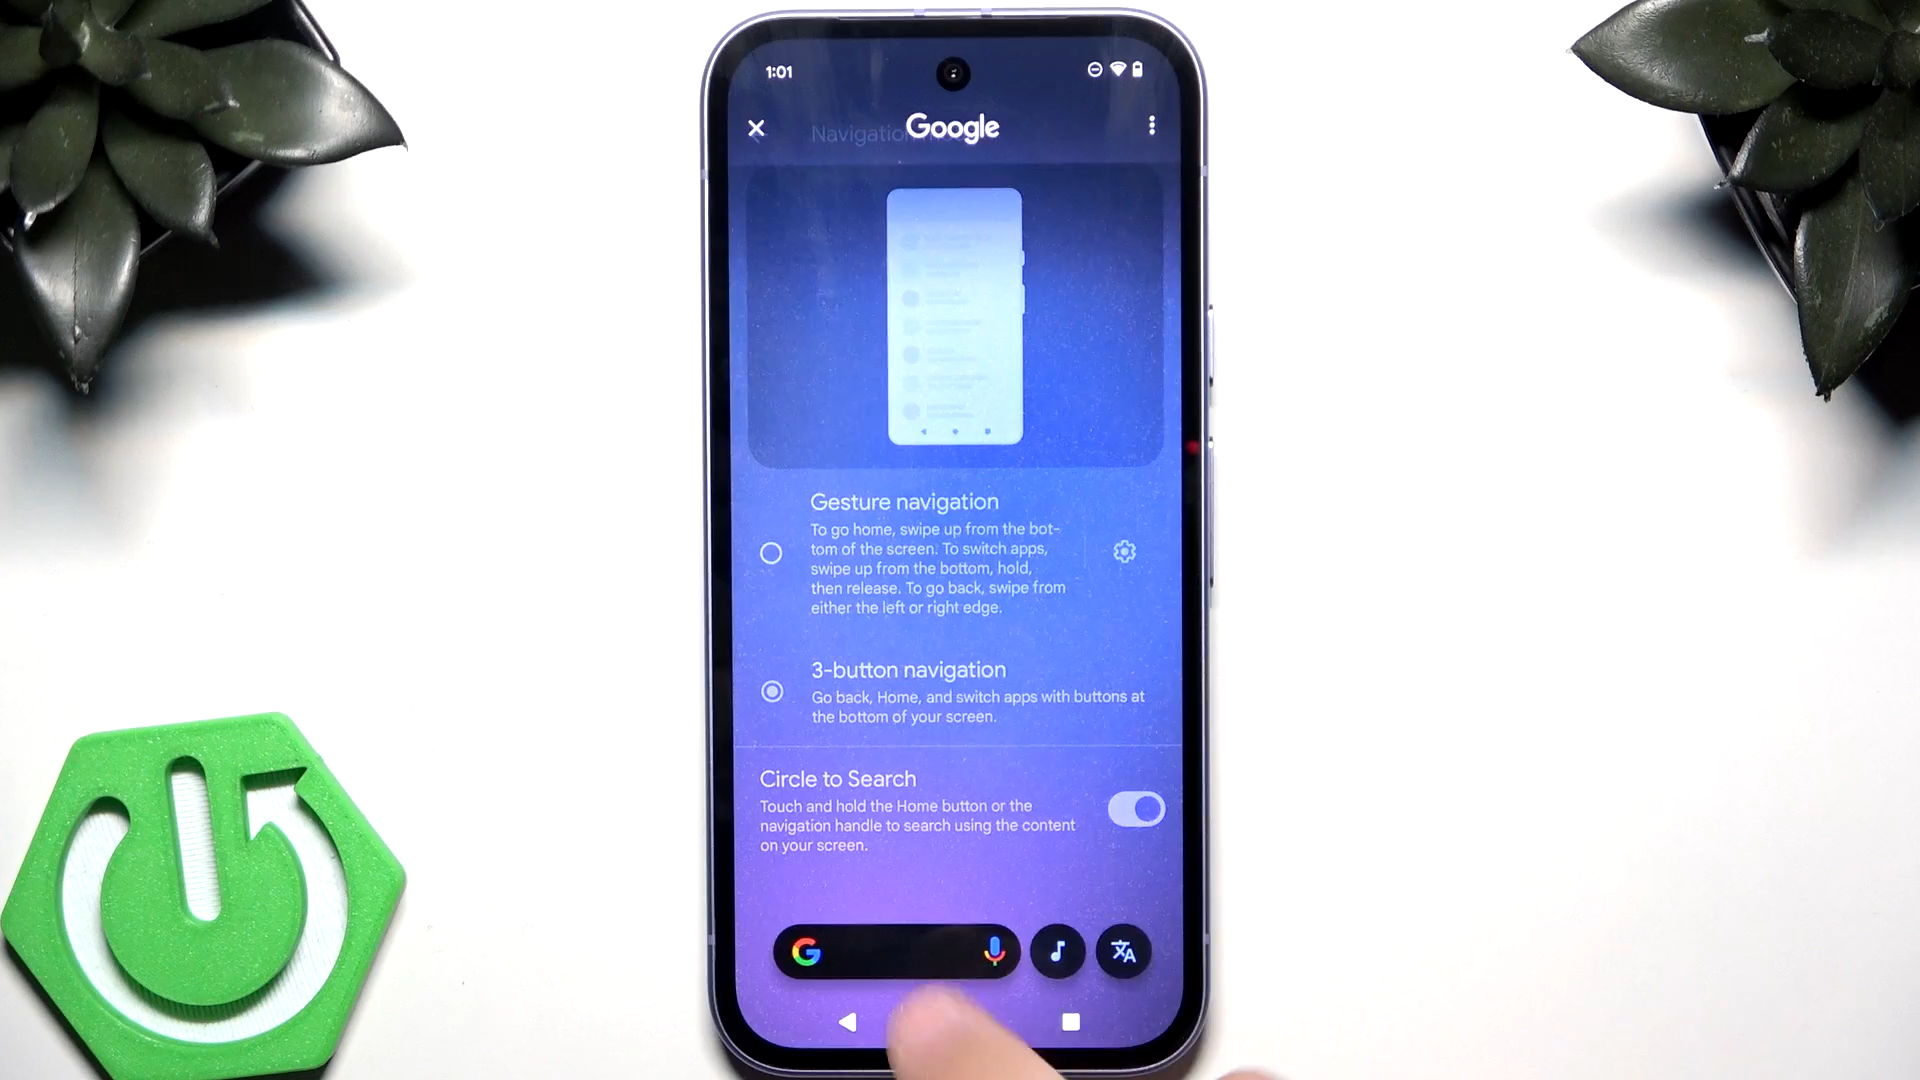 1:01
Navigation
Google
Gesture navigation
To go home, swipe up from the bot-
tom of the screen. To switch apps,
swipe up from the bottom, hold,
then release. To go back, swipe from
either the left or right edge.
3-button navigation
Go back, Home, and switch apps with buttons at
the bottom of your screen.
Circle to Search
Touch and hold the Home button or the
navigation handle to search using the content
on your screen.